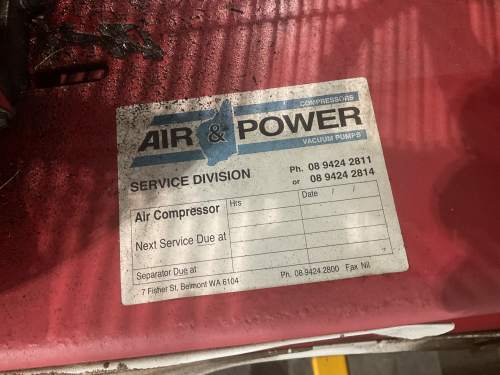 COMPRESSORS
AIR & POWER
VACUUM PUMPS
SERVICE DIVISION
Ph. 08 9424 2811
or 08 9424 2814
Air Compressor Hrs Date / /
Next Service Due at
Separator Due at
7 Fisher St, Belmont WA 6104 Ph. 08 9424 2800 Fax Nil